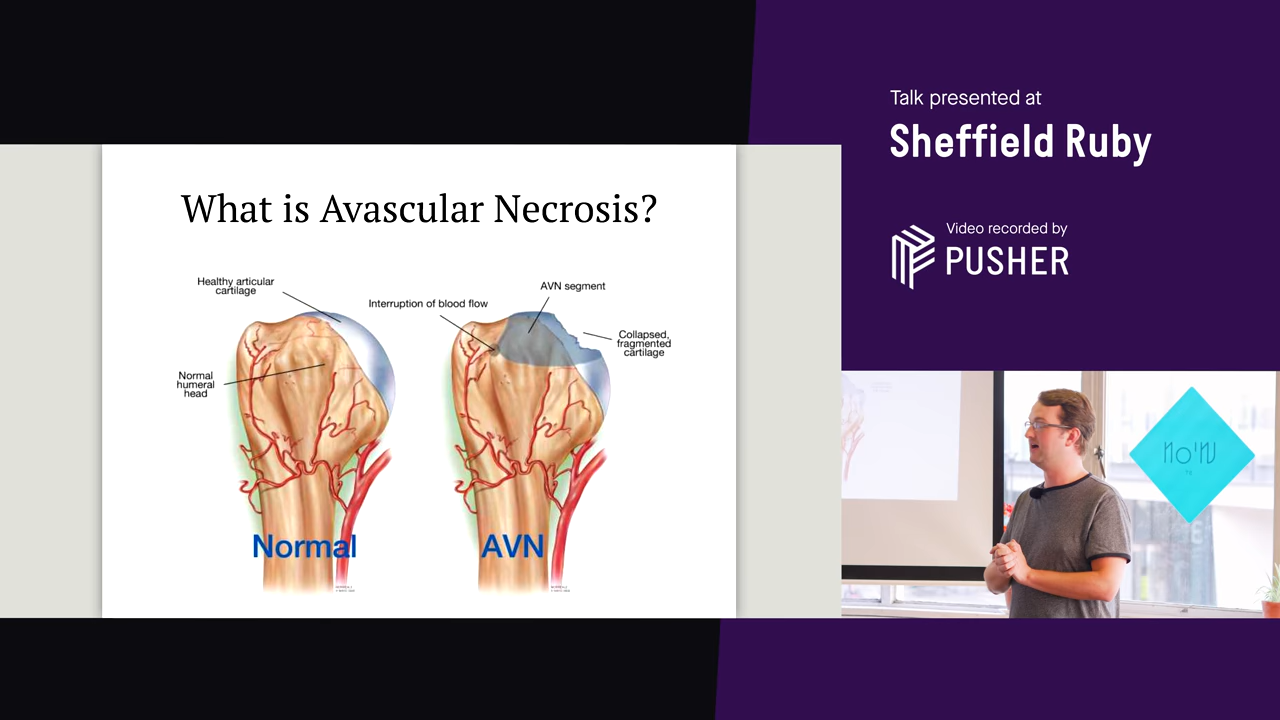 What is Avascular Necrosis?
Healthy articular
cartilage
Normal
humeral
head
Interruption of blood flow
AVN segment
Collapsed,
fragmented
cartilage
Normal
AVN
Talk presented at
Sheffield Ruby
Video recorded by
PUSHER